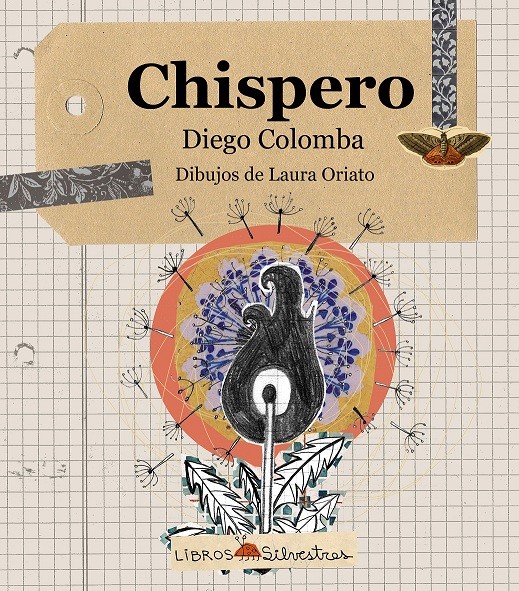 Chispero
Diego Colomba
Dibujos de Laura Oriato
LIBROS Silvestres